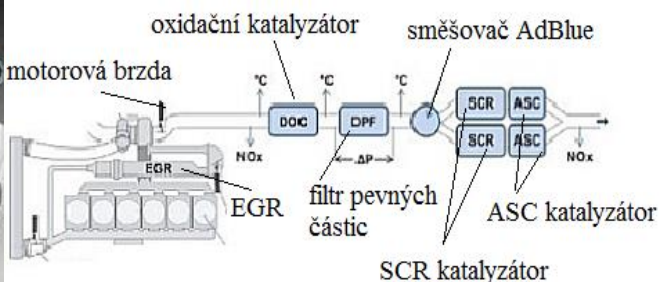 oxidační katalyzátor
směšovač AdBlue
motorová brzda
°C
°C
°C
DOC
DPF
SCR
ASC
SCR
ASC
NOx
ΔP
NOx
EGR
EGR
filtr pevných
částic
ASC katalyzátor
SCR katalyzátor